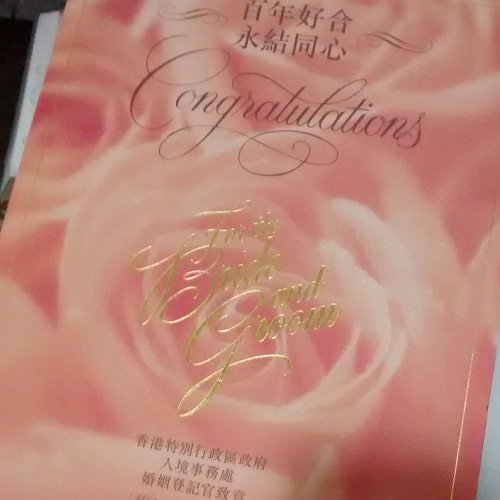 百年好合
永結同心
Congratulations
For the
Bride
and
Groom
香港特別行政區政府
入境事務處
婚姻登記官致意